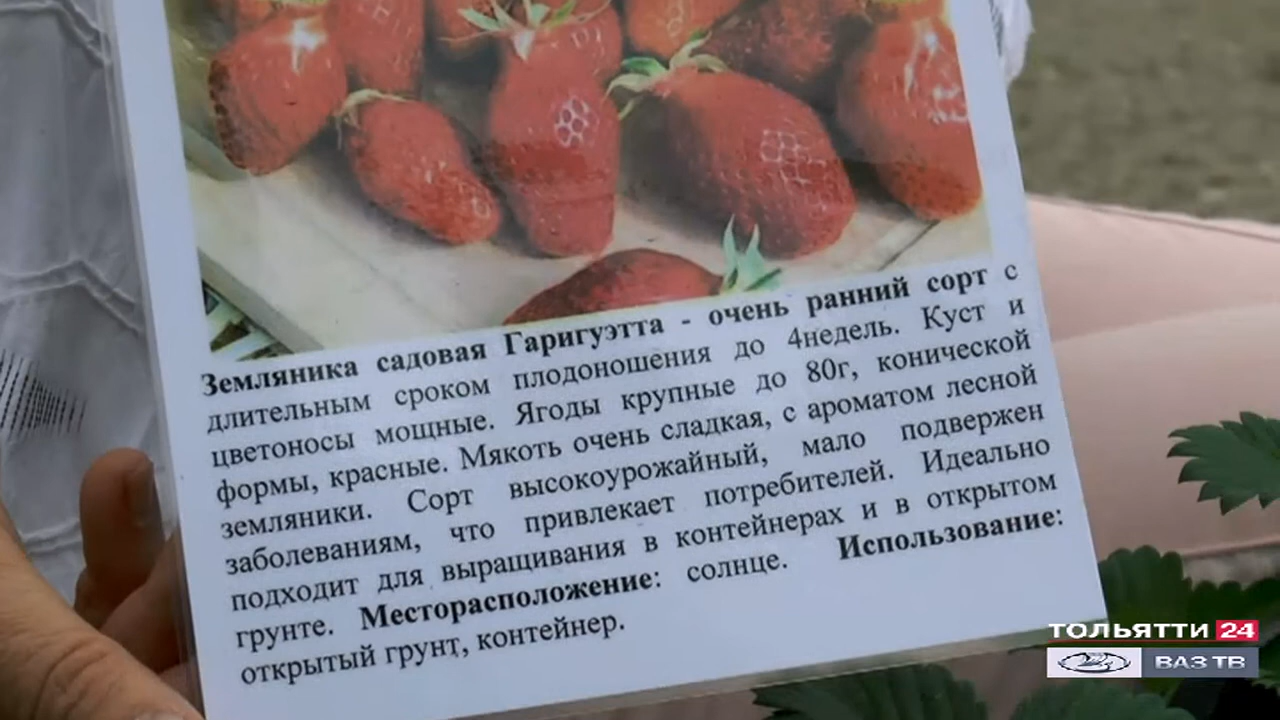 Земляника садовая Гаригуэтта - очень ранний сорт с
длительным сроком плодоношения до 4недель. Куст и
цветоносы мощные. Ягоды крупные до 80г, конической
формы, красные. Мякоть очень сладкая, с ароматом лесной
земляники. Сорт высокоурожайный, мало подвержен
заболеваниям, что привлекает потребителей. Идеально
подходит для выращивания в контейнерах и в открытом
грунте. Месторасположение: солнце. Использование:
открытый грунт, контейнер.
ТОЛЬЯТТИ 24
ВАЗ ТВ